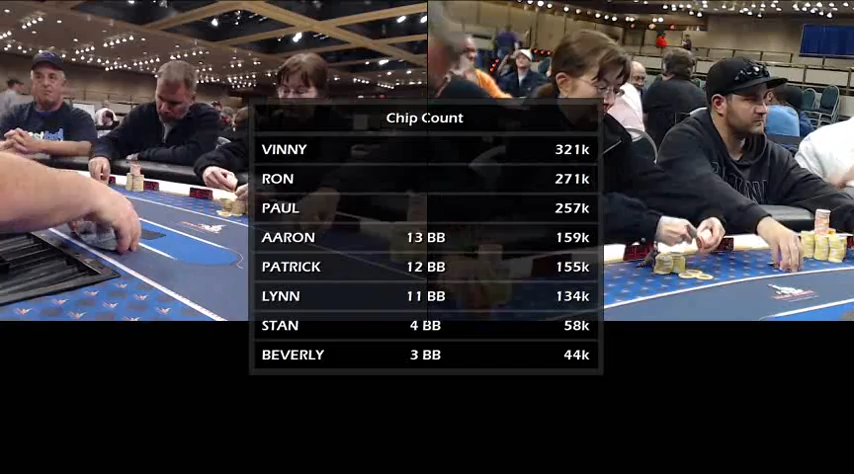 Chip Count
VINNY 321k
RON 271k
PAUL 257k
AARON 13 BB 159k
PATRICK 12 BB 155k
LYNN 11 BB 134k
STAN 4 BB 58k
BEVERLY 3 BB 44k